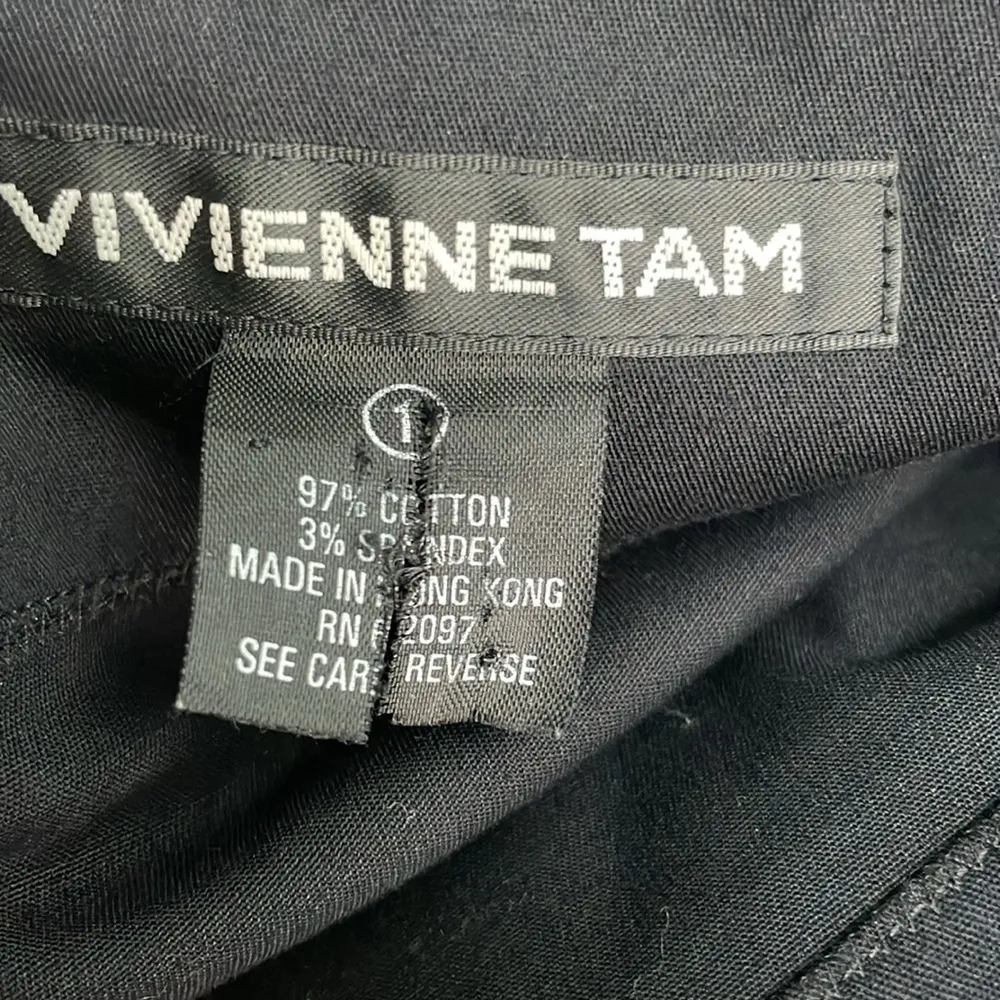 VIVIENNE TAM
1
97% COTTON
3% SPANDEX
MADE IN HONG KONG
RN
SEE CARE REVERSE